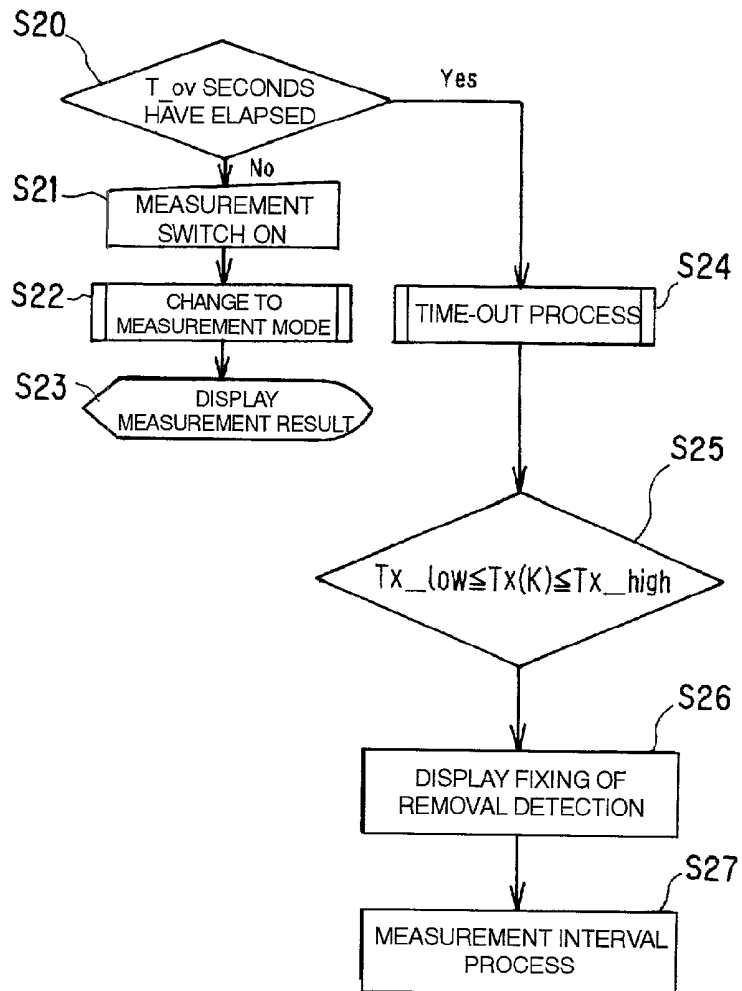 S20
T_ov SECONDS
HAVE ELAPSED
Yes
No
S21
MEASUREMENT
SWITCH ON
S22
CHANGE TO
MEASUREMENT MODE
S23
DISPLAY
MEASUREMENT RESULT
S24
TIME-OUT PROCESS
S25
Tx_low≦Tx(K)≦Tx_high
S26
DISPLAY FIXING OF
REMOVAL DETECTION
S27
MEASUREMENT INTERVAL
PROCESS